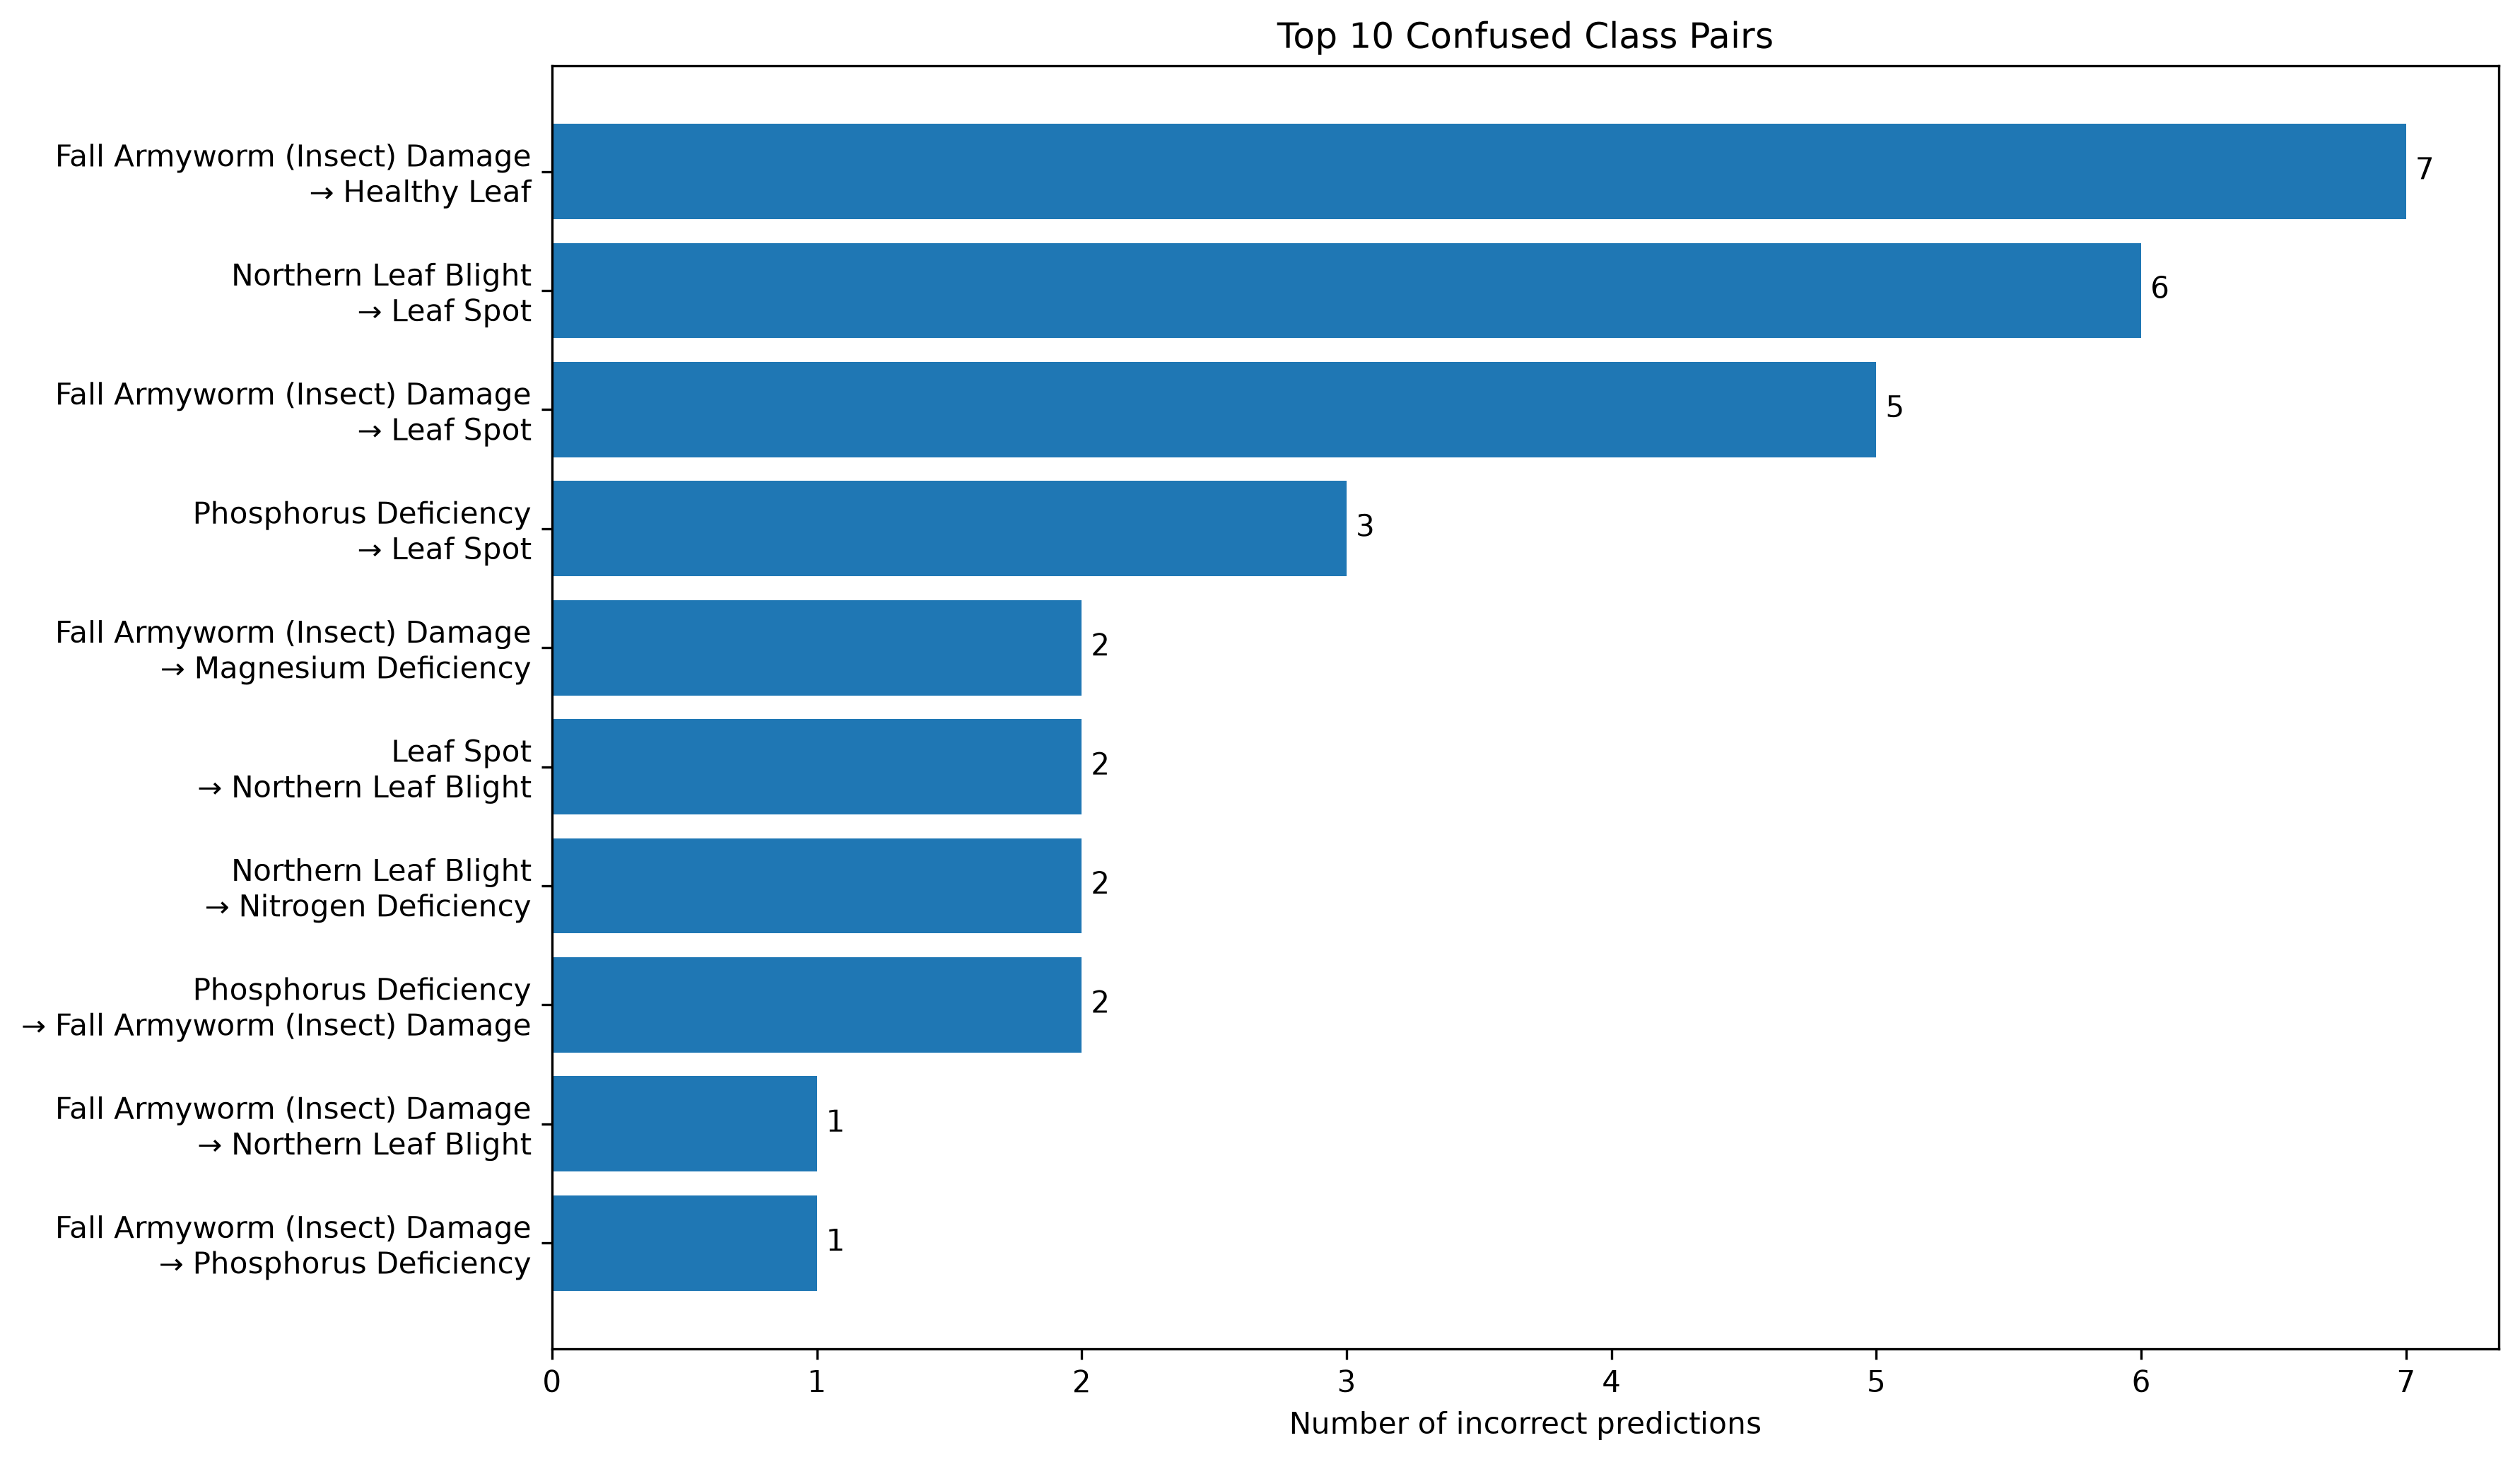 Top 10 Confused Class Pairs
Fall Armyworm (Insect) Damage
→ Healthy Leaf
7
Northern Leaf Blight
→ Leaf Spot
6
Fall Armyworm (Insect) Damage
→ Leaf Spot
5
Phosphorus Deficiency
→ Leaf Spot
3
Fall Armyworm (Insect) Damage
→ Magnesium Deficiency
2
Leaf Spot
→ Northern Leaf Blight
2
Northern Leaf Blight
→ Nitrogen Deficiency
2
Phosphorus Deficiency
→ Fall Armyworm (Insect) Damage
2
Fall Armyworm (Insect) Damage
→ Northern Leaf Blight
1
Fall Armyworm (Insect) Damage
→ Phosphorus Deficiency
1
0 1 2 3 4 5 6 7
Number of incorrect predictions